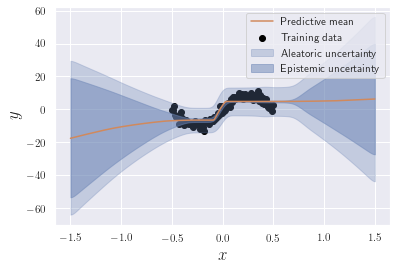 60
40
20
0
−20
−40
−60
y
−1.5 −1.0 −0.5 0.0 0.5 1.0 1.5
x
Predictive mean
Training data
Aleatoric uncertainty
Epistemic uncertainty